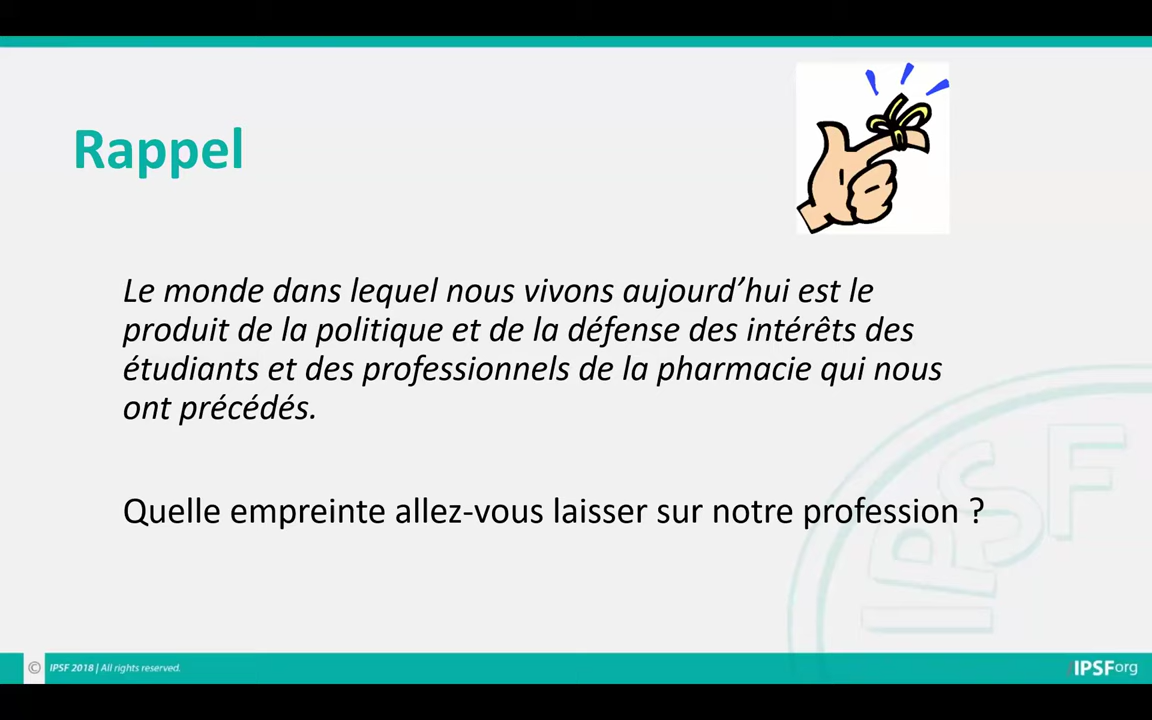 Rappel
Le monde dans lequel nous vivons aujourd’hui est le
produit de la politique et de la défense des intérêts des
étudiants et des professionnels de la pharmacie qui nous
ont précédés.
Quelle empreinte allez-vous laisser sur notre profession ?
IPSF
© IPSF 2018 | All rights reserved.
IPSForg